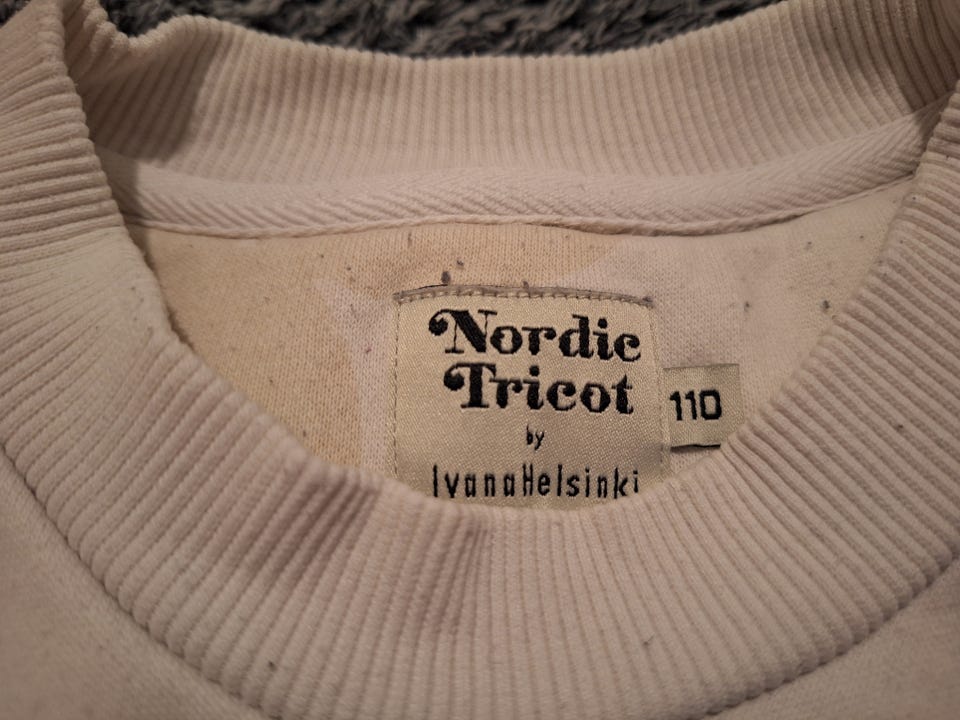 Nordic
Tricot
by
IvanaHelsinki
110